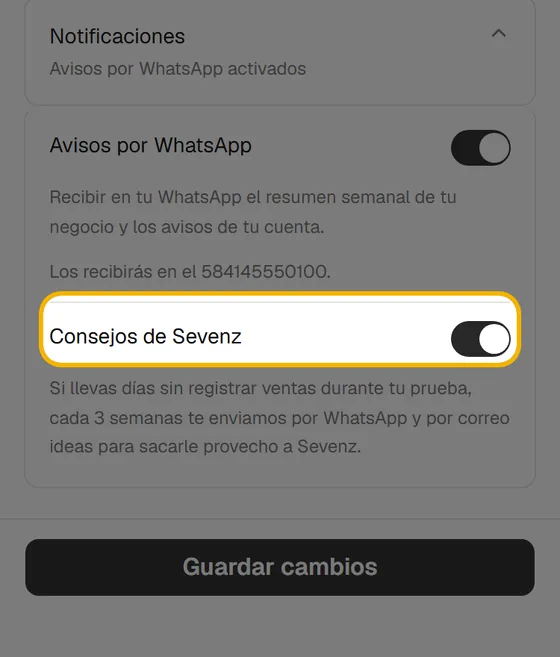 Notificaciones
Avisos por WhatsApp activados
Avisos por WhatsApp
Recibir en tu WhatsApp el resumen semanal de tu
negocio y los avisos de tu cuenta.
Los recibirás en el 584145550100.
Consejos de Sevenz
Si llevas días sin registrar ventas durante tu prueba,
cada 3 semanas te enviamos por WhatsApp y por correo
ideas para sacarle provecho a Sevenz.
Guardar cambios